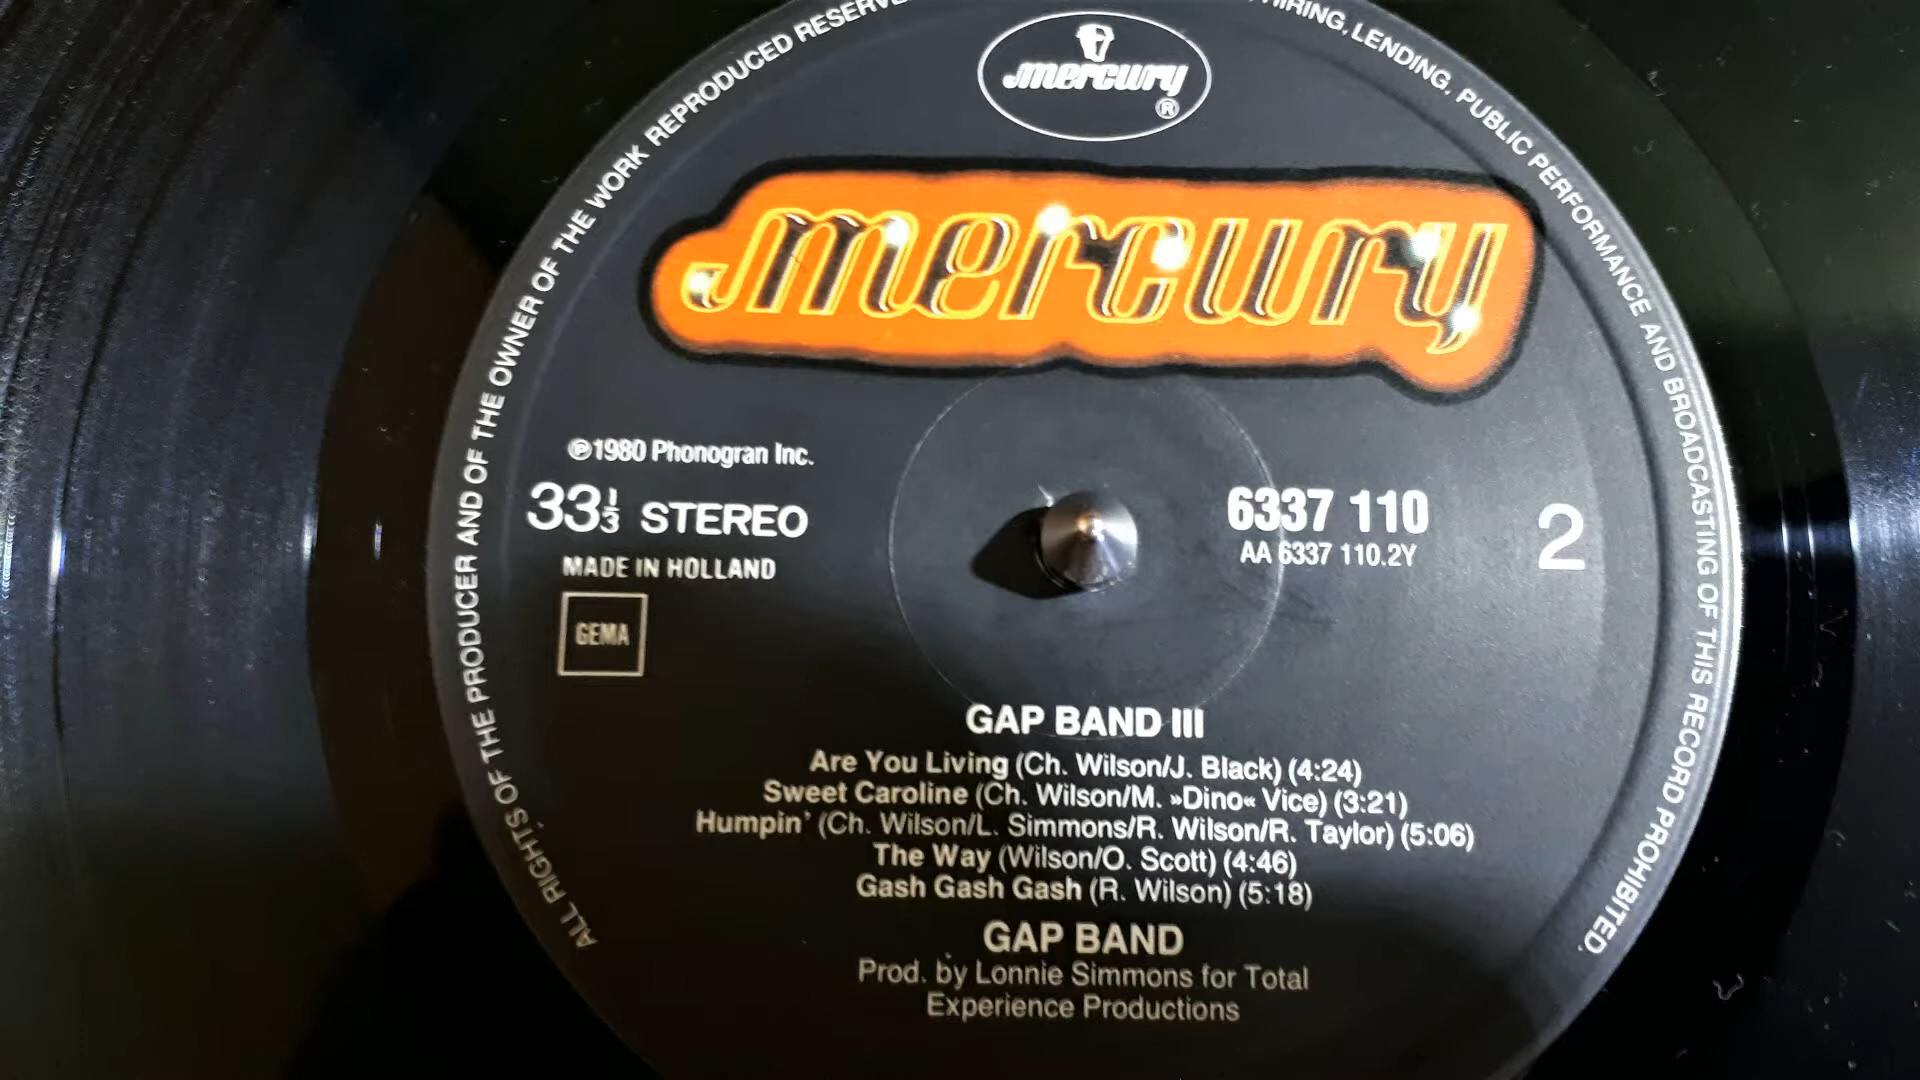 mercury
®
mercury
ALL RIGHTS OF THE PRODUCER AND OF THE OWNER OF THE WORK REPRODUCED RESERVED
HIRING, LENDING, PUBLIC PERFORMANCE AND BROADCASTING OF THIS RECORD PROHIBITED.
℗1980 Phonogran Inc.
33⅓ STEREO
MADE IN HOLLAND
GEMA
6337 110
AA 6337 110.2Y
2
GAP BAND III
Are You Living (Ch. Wilson/J. Black) (4:24)
Sweet Caroline (Ch. Wilson/M. »Dino« Vice) (3:21)
Humpin' (Ch. Wilson/L. Simmons/R. Wilson/R. Taylor) (5:06)
The Way (Wilson/O. Scott) (4:46)
Gash Gash Gash (R. Wilson) (5:18)
GAP BAND
Prod. by Lonnie Simmons for Total
Experience Productions